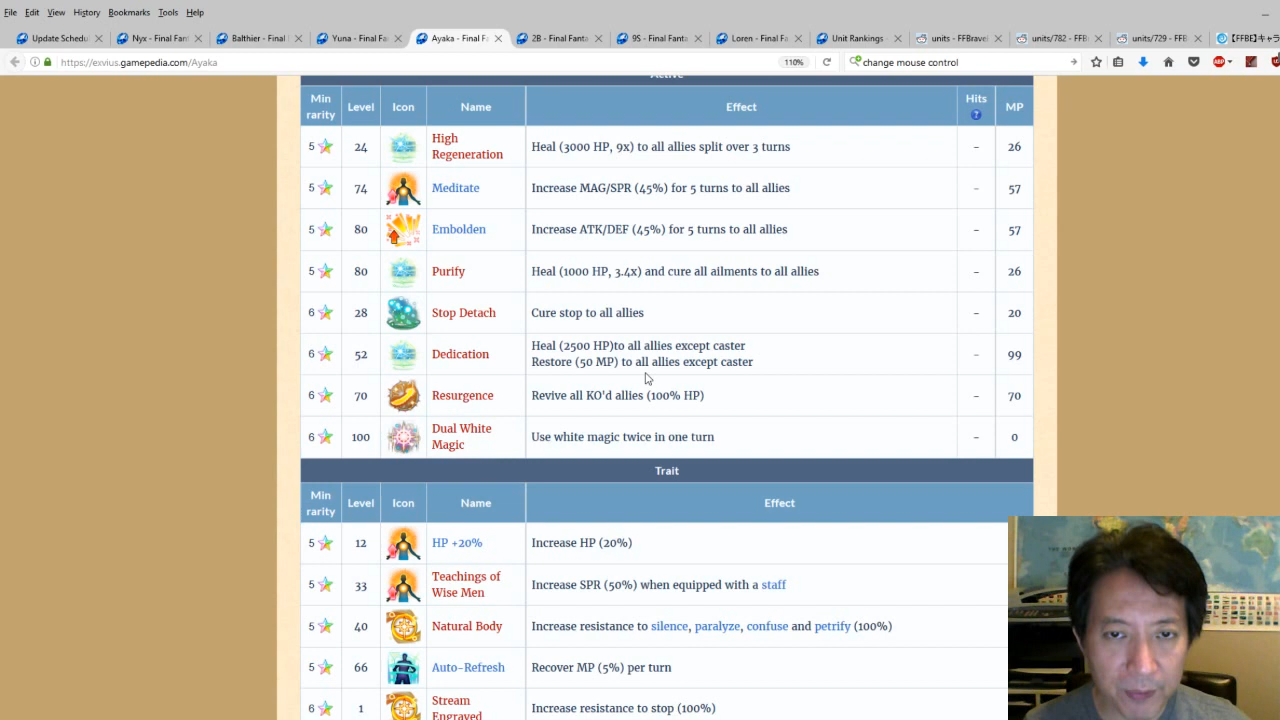 File Edit View History Bookmarks Tools Help
Update Schedu
Nyx - Final Fan
Balthier - Final
Yuna - Final Fa
Ayaka - Final F
2B - Final Fanta
9S - Final Fanta
Loren - Final Fa
Unit Rankings
units - FFBravel
units/782 - FFB
units/729 - FFB
【FFBE】キャラ
https://exvius.gamepedia.com/Ayaka
110%
change mouse control
ABP
Active
Min rarity Level Icon Name Effect Hits MP
5 24 High Regeneration Heal (3000 HP, 9x) to all allies split over 3 turns - 26
5 74 Meditate Increase MAG/SPR (45%) for 5 turns to all allies - 57
5 80 Embolden Increase ATK/DEF (45%) for 5 turns to all allies - 57
5 80 Purify Heal (1000 HP, 3.4x) and cure all ailments to all allies - 26
6 28 Stop Detach Cure stop to all allies - 20
6 52 Dedication Heal (2500 HP)to all allies except caster
Restore (50 MP) to all allies except caster - 99
6 70 Resurgence Revive all KO'd allies (100% HP) - 70
6 100 Dual White Magic Use white magic twice in one turn - 0
Trait
Min rarity Level Icon Name Effect
5 12 HP +20% Increase HP (20%)
5 33 Teachings of Wise Men Increase SPR (50%) when equipped with a staff
5 40 Natural Body Increase resistance to silence, paralyze, confuse and petrify (100%)
5 66 Auto-Refresh Recover MP (5%) per turn
6 1 Stream Engraved Increase resistance to stop (100%)